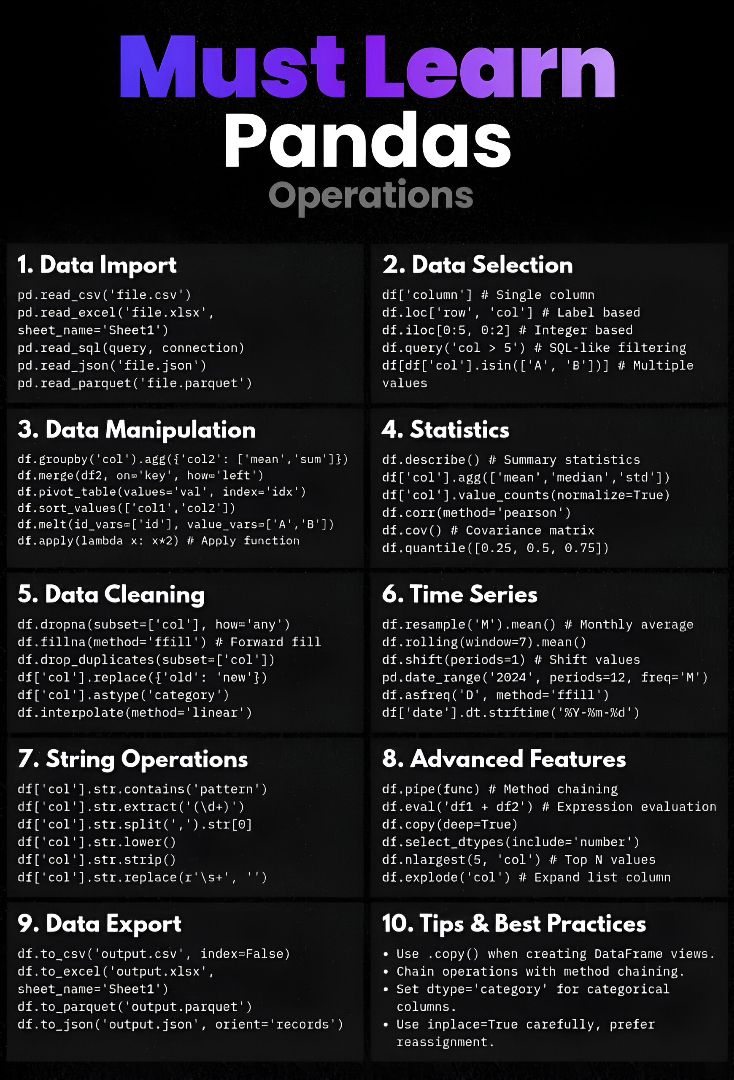 Must Learn
Pandas
Operations
1. Data Import
pd.read_csv('file.csv')
pd.read_excel('file.xlsx',
sheet_name='Sheet1')
pd.read_sql(query, connection)
pd.read_json('file.json')
pd.read_parquet('file.parquet')
2. Data Selection
df['column'] # Single column
df.loc['row', 'col'] # Label based
df.iloc[0:5, 0:2] # Integer based
df.query('col > 5') # SQL-like filtering
df[df['col'].isin(['A', 'B'])] # Multiple
values
3. Data Manipulation
df.groupby('col').agg({'col2': ['mean','sum']})
df.merge(df2, on='key', how='left')
df.pivot_table(values='val', index='idx')
df.sort_values(['col1','col2'])
df.melt(id_vars=['id'], value_vars=['A','B'])
df.apply(lambda x: x*2) # Apply function
4. Statistics
df.describe() # Summary statistics
df['col'].agg(['mean','median','std'])
df['col'].value_counts(normalize=True)
df.corr(method='pearson')
df.cov() # Covariance matrix
df.quantile([0.25, 0.5, 0.75])
5. Data Cleaning
df.dropna(subset=['col'], how='any')
df.fillna(method='ffill') # Forward fill
df.drop_duplicates(subset=['col'])
df['col'].replace({'old': 'new'})
df['col'].astype('category')
df.interpolate(method='linear')
6. Time Series
df.resample('M').mean() # Monthly average
df.rolling(window=7).mean()
df.shift(periods=1) # Shift values
pd.date_range('2024', periods=12, freq='M')
df.asfreq('D', method='ffill')
df['date'].dt.strftime('%Y-%m-%d')
7. String Operations
df['col'].str.contains('pattern')
df['col'].str.extract('(\d+)')
df['col'].str.split(',').str[0]
df['col'].str.lower()
df['col'].str.strip()
df['col'].str.replace(r'\s+', '')
8. Advanced Features
df.pipe(func) # Method chaining
df.eval('df1 + df2') # Expression evaluation
df.copy(deep=True)
df.select_dtypes(include='number')
df.nlargest(5, 'col') # Top N values
df.explode('col') # Expand list column
9. Data Export
df.to_csv('output.csv', index=False)
df.to_excel('output.xlsx',
sheet_name='Sheet1')
df.to_parquet('output.parquet')
df.to_json('output.json', orient='records')
10. Tips & Best Practices
• Use .copy() when creating DataFrame views.
• Chain operations with method chaining.
• Set dtype='category' for categorical
columns.
• Use inplace=True carefully, prefer
reassignment.